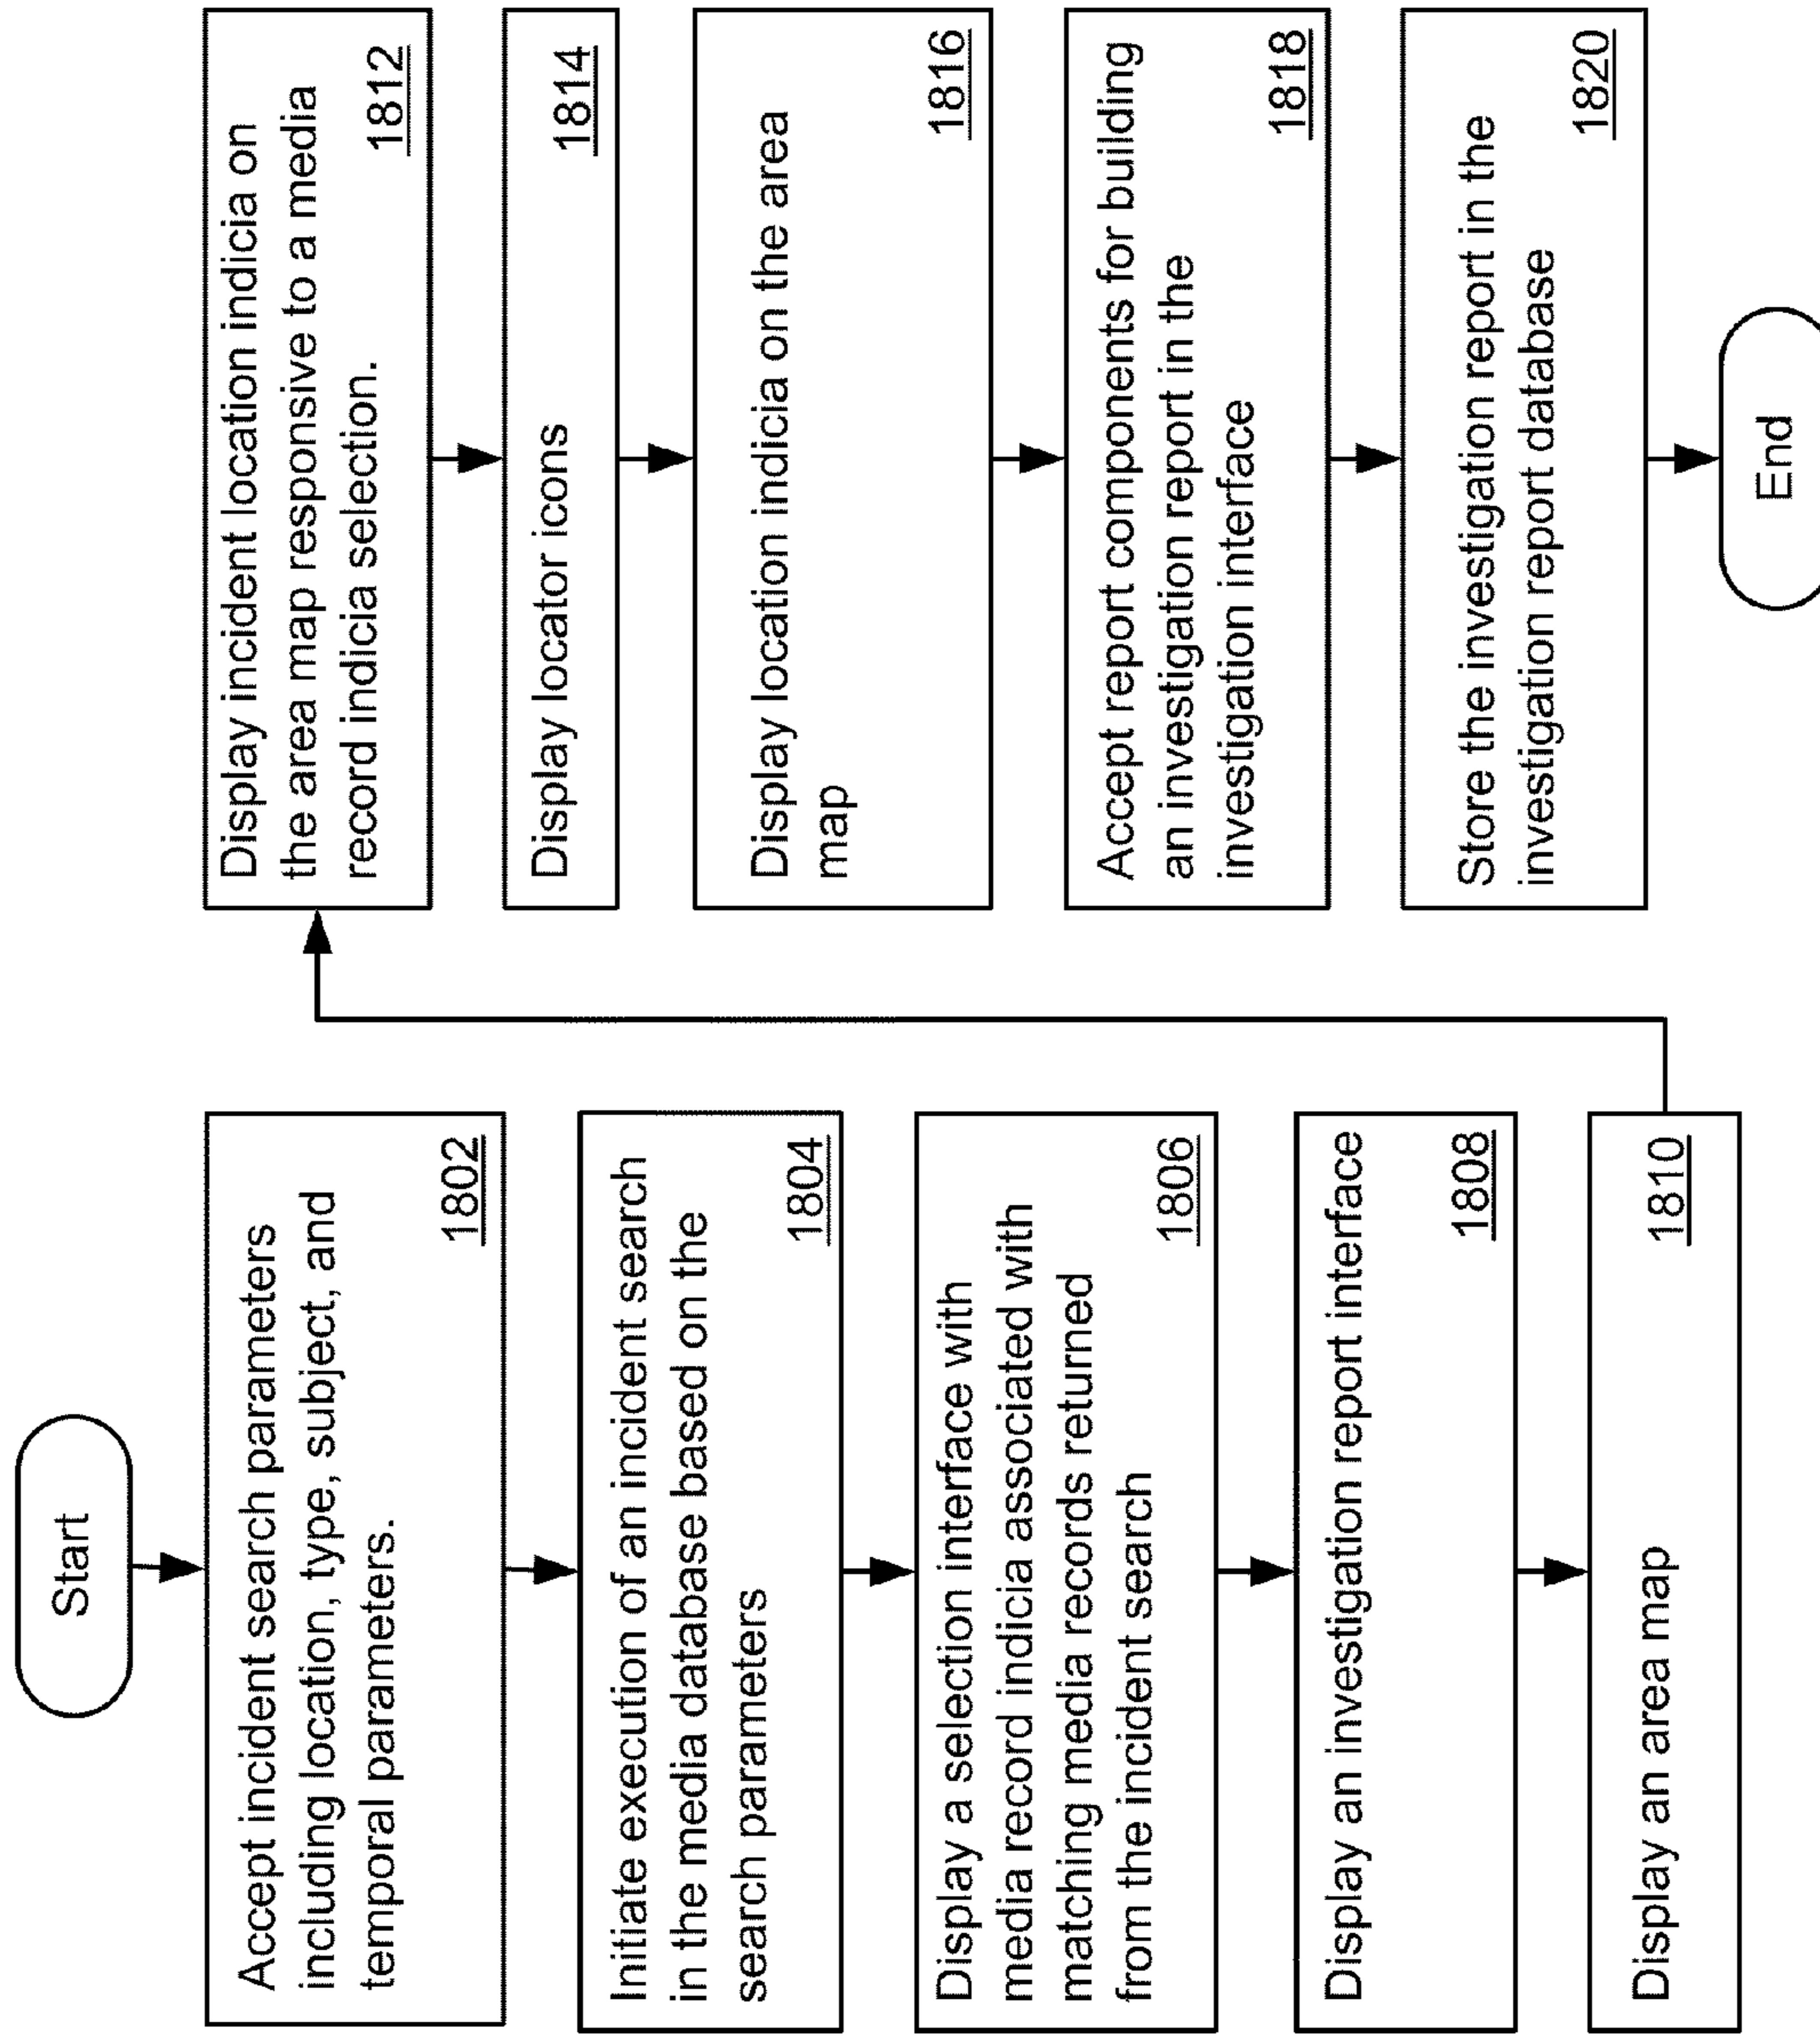 Start
Accept incident search parameters
including location, type, subject, and
temporal parameters.
1802
Initiate execution of an incident search
in the media database based on the
search parameters
1804
Display a selection interface with
media record indicia associated with
matching media records returned
from the incident search
1806
Display an investigation report interface
1808
Display an area map
1810
Display incident location indicia on
the area map responsive to a media
record indicia selection.
1812
Display locator icons
1814
Display location indicia on the area
map
1816
Accept report components for building
an investigation report in the
investigation interface
1818
Store the investigation report in the
investigation report database
1820
End